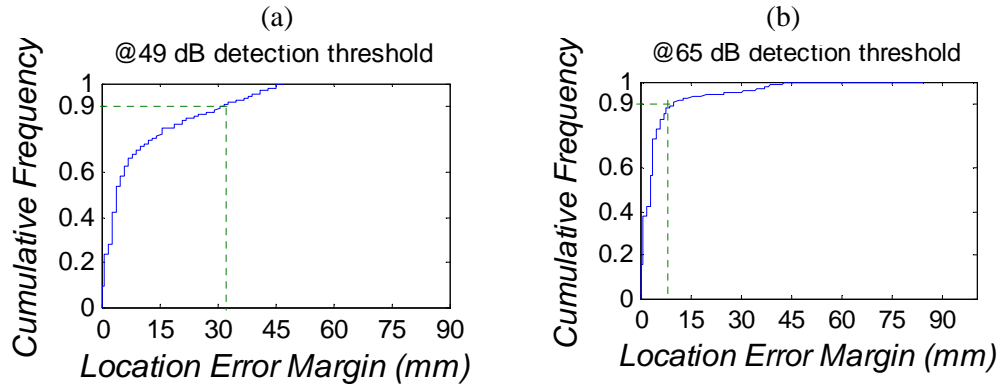 (a)
@49 dB detection threshold
Cumulative Frequency
1
0.9
0.6
0.4
0.2
0
0 15 30 45 60 75 90
Location Error Margin (mm)
(b)
@65 dB detection threshold
Cumulative Frequency
1
0.9
0.6
0.4
0.2
0
0 15 30 45 60 75 90
Location Error Margin (mm)